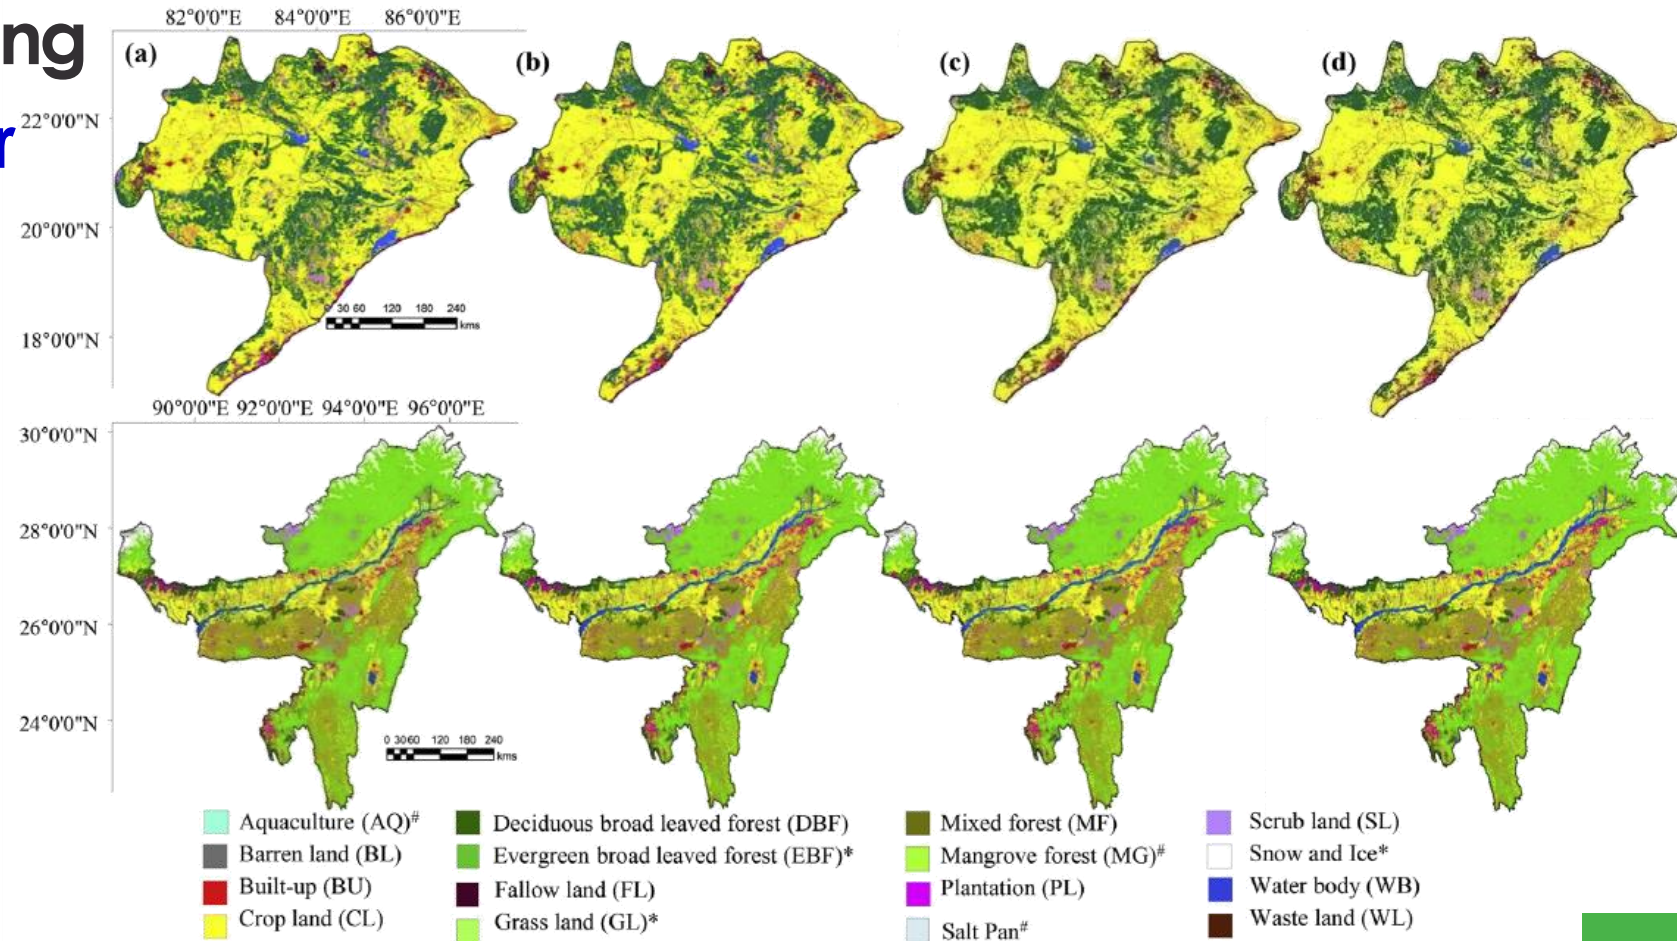 ng
r
82°0'0"E 84°0'0"E 86°0'0"E
(a) (b) (c) (d)
22°0'0"N
20°0'0"N
18°0'0"N
0 30 60 120 180 240
kms
90°0'0"E 92°0'0"E 94°0'0"E 96°0'0"E
30°0'0"N
28°0'0"N
26°0'0"N
24°0'0"N
0 3060 120 180 240
kms
Aquaculture (AQ)#
Barren land (BL)
Built-up (BU)
Crop land (CL)
Deciduous broad leaved forest (DBF)
Evergreen broad leaved forest (EBF)*
Fallow land (FL)
Grass land (GL)*
Mixed forest (MF)
Mangrove forest (MG)#
Plantation (PL)
Salt Pan#
Scrub land (SL)
Snow and Ice*
Water body (WB)
Waste land (WL)